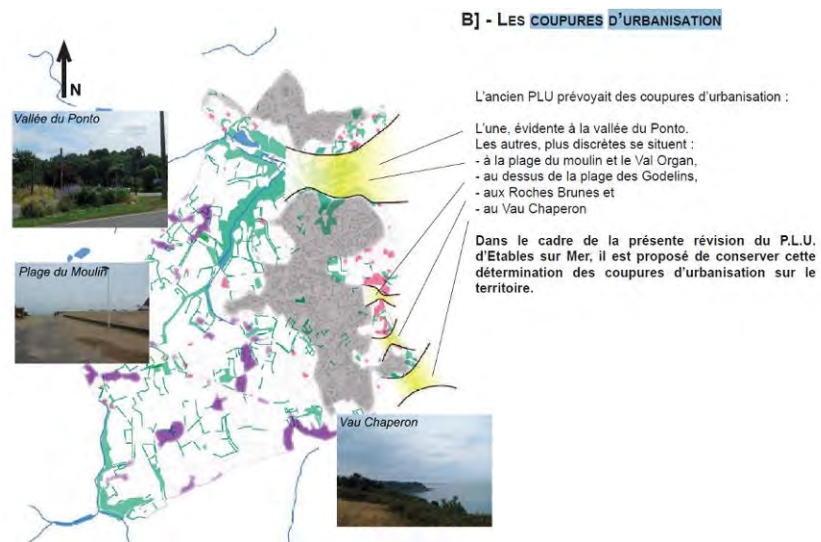 B] - LES COUPURES D'URBANISATION
N
Vallée du Ponto
Plage du Moulin
Vau Chaperon
L'ancien PLU prévoyait des coupures d'urbanisation :
L'une, évidente à la vallée du Ponto.
Les autres, plus discrètes se situent :
- à la plage du moulin et le Val Organ,
- au dessus de la plage des Godelins,
- aux Roches Brunes et
- au Vau Chaperon
Dans le cadre de la présente révision du P.L.U.
d'Etables sur Mer, il est proposé de conserver cette
détermination des coupures d'urbanisation sur le
territoire.